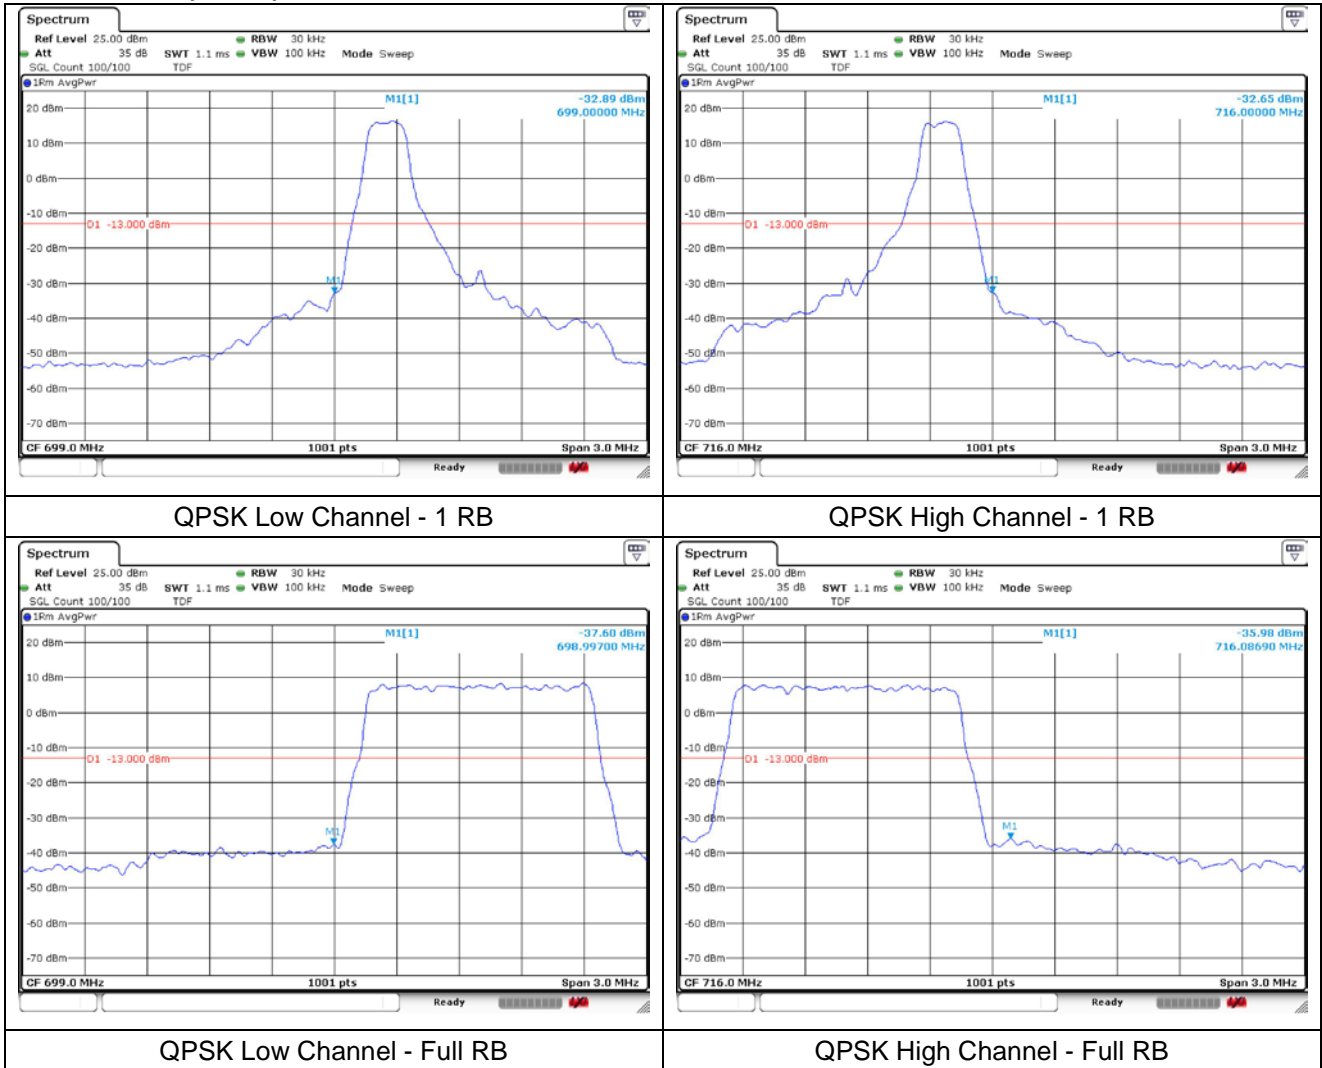 Spectrum
Ref Level 25.00 dBm RBW 30 kHz
Att 35 dB SWT 1.1 ms VBW 100 kHz Mode Sweep
SGL Count 100/100 TDF
1Rm AvgPwr
M1[1] -32.89 dBm
699.00000 MHz
20 dBm
10 dBm
0 dBm
-10 dBm
D1 -13.000 dBm
-20 dBm
-30 dBm
M1
-40 dBm
-50 dBm
-60 dBm
-70 dBm
CF 699.0 MHz 1001 pts Span 3.0 MHz
Ready
QPSK Low Channel - 1 RB
Spectrum
Ref Level 25.00 dBm RBW 30 kHz
Att 35 dB SWT 1.1 ms VBW 100 kHz Mode Sweep
SGL Count 100/100 TDF
1Rm AvgPwr
M1[1] -32.65 dBm
716.00000 MHz
20 dBm
10 dBm
0 dBm
-10 dBm
D1 -13.000 dBm
-20 dBm
-30 dBm
M1
-40 dBm
-50 dBm
-60 dBm
-70 dBm
CF 716.0 MHz 1001 pts Span 3.0 MHz
Ready
QPSK High Channel - 1 RB
Spectrum
Ref Level 25.00 dBm RBW 30 kHz
Att 35 dB SWT 1.1 ms VBW 100 kHz Mode Sweep
SGL Count 100/100 TDF
1Rm AvgPwr
M1[1] -37.60 dBm
698.99700 MHz
20 dBm
10 dBm
0 dBm
-10 dBm
D1 -13.000 dBm
-20 dBm
-30 dBm
M1
-40 dBm
-50 dBm
-60 dBm
-70 dBm
CF 699.0 MHz 1001 pts Span 3.0 MHz
Ready
QPSK Low Channel - Full RB
Spectrum
Ref Level 25.00 dBm RBW 30 kHz
Att 35 dB SWT 1.1 ms VBW 100 kHz Mode Sweep
SGL Count 100/100 TDF
1Rm AvgPwr
M1[1] -35.98 dBm
716.08690 MHz
20 dBm
10 dBm
0 dBm
-10 dBm
D1 -13.000 dBm
-20 dBm
-30 dBm
M1
-40 dBm
-50 dBm
-60 dBm
-70 dBm
CF 716.0 MHz 1001 pts Span 3.0 MHz
Ready
QPSK High Channel - Full RB